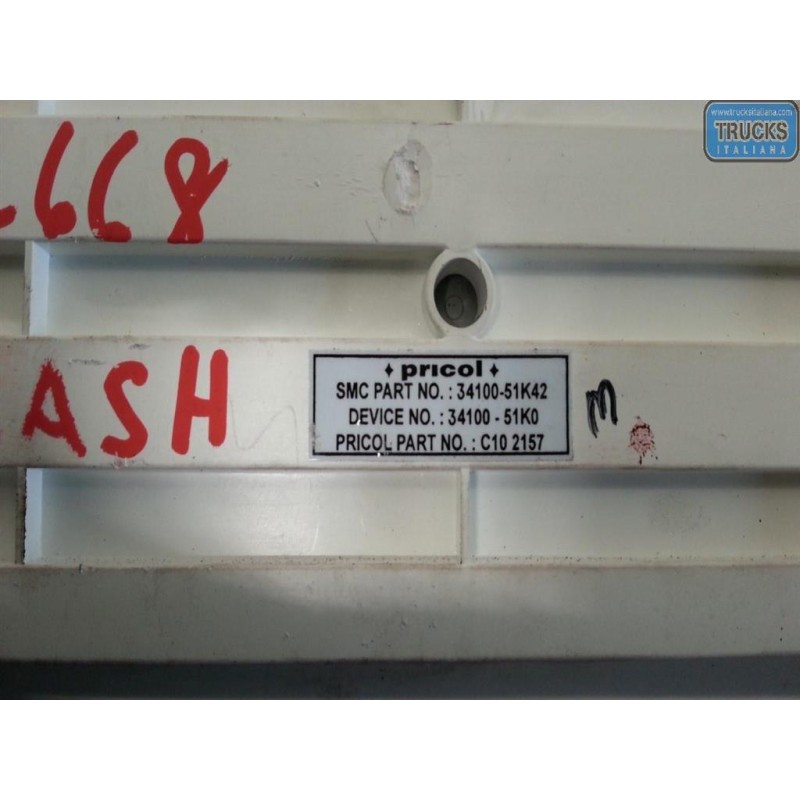 www.trucksitaliana.com
TRUCKS
ITALIANA
668
ASH
pricol
SMC PART NO. : 34100-51K42
DEVICE NO. : 34100 - 51K0
PRICOL PART NO. : C10 2157
M